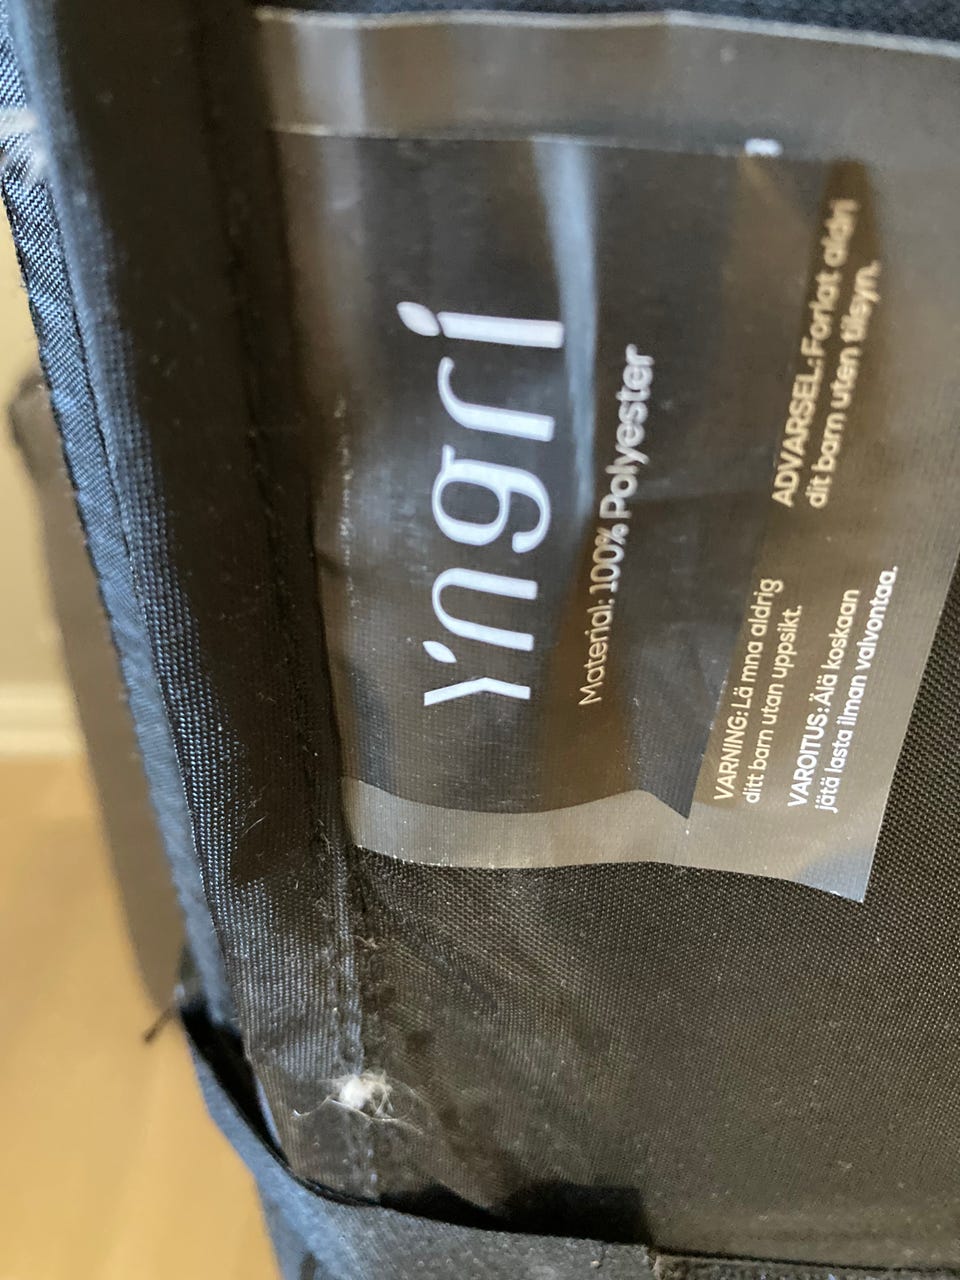 Yngri
Material: 100% Polyester
VARNING: Lä mna aldrig
ditt barn utan uppsikt.
VAROITUS: Älä koskaan
jätä lasta ilman valvontaa.
ADVARSEL: Forlat aldri
dit barn uten tilsyn.